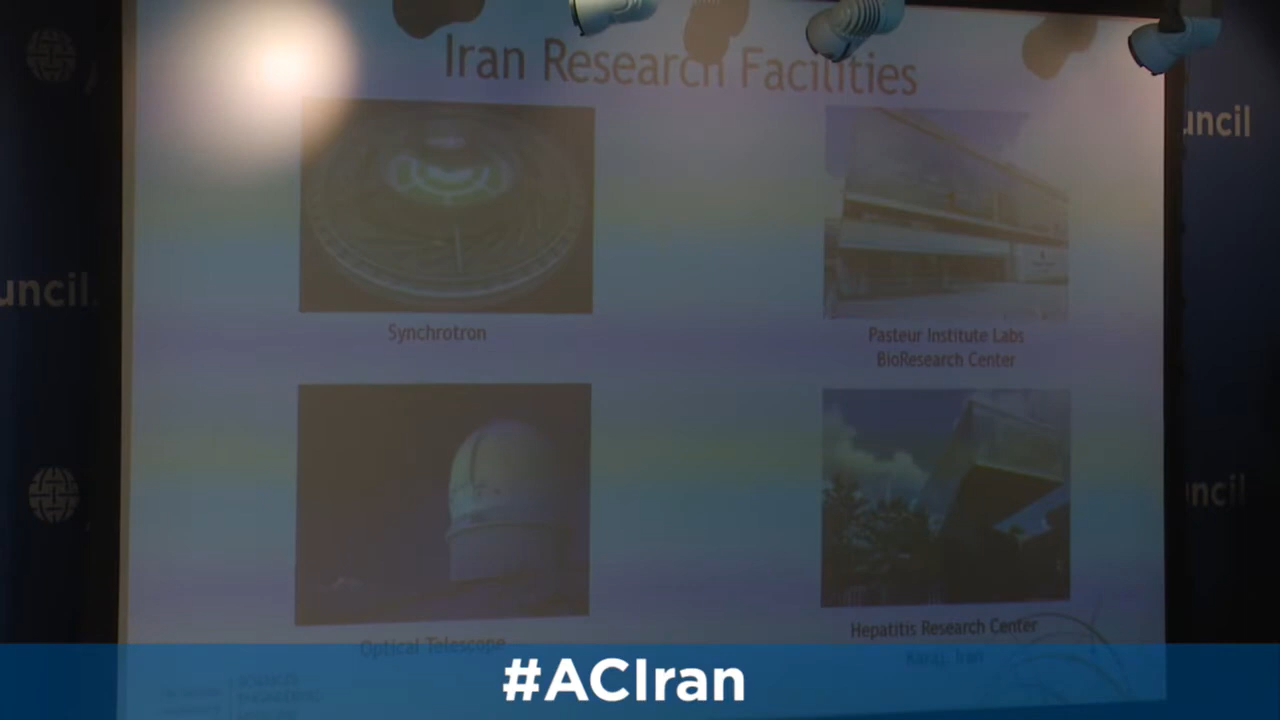 Iran Research Facilities
uncil
Synchrotron
Pasteur Institute Labs
BioResearch Center
uncil
ncil
Optical Telescope
Hepatitis Research Center
Karaj, Iran
#ACIran